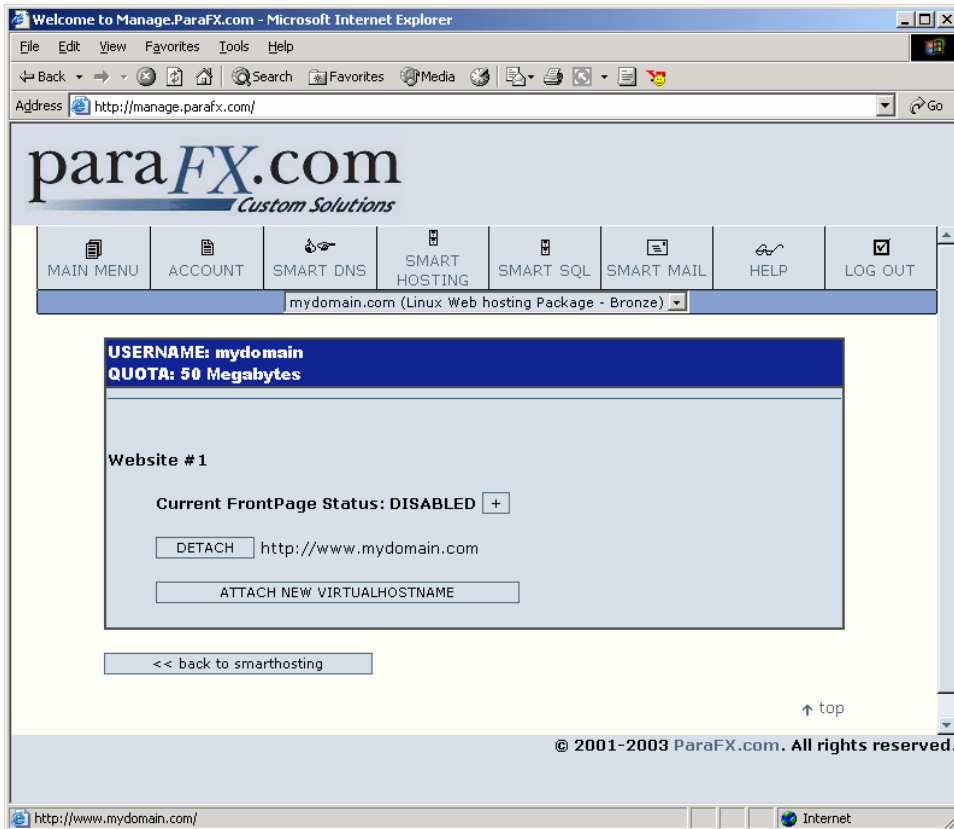 Welcome to Manage.ParaFX.com - Microsoft Internet Explorer
File Edit View Favorites Tools Help
Back Search Favorites Media
Address http://manage.parafx.com/ Go
paraFX.com
Custom Solutions
MAIN MENU ACCOUNT SMART DNS SMART HOSTING SMART SQL SMART MAIL HELP LOG OUT
mydomain.com (Linux Web hosting Package - Bronze)
USERNAME: mydomain
QUOTA: 50 Megabytes
Website #1
Current FrontPage Status: DISABLED +
DETACH http://www.mydomain.com
ATTACH NEW VIRTUALHOSTNAME
<< back to smarthosting
↑ top
© 2001-2003 ParaFX.com. All rights reserved.
http://www.mydomain.com/ Internet